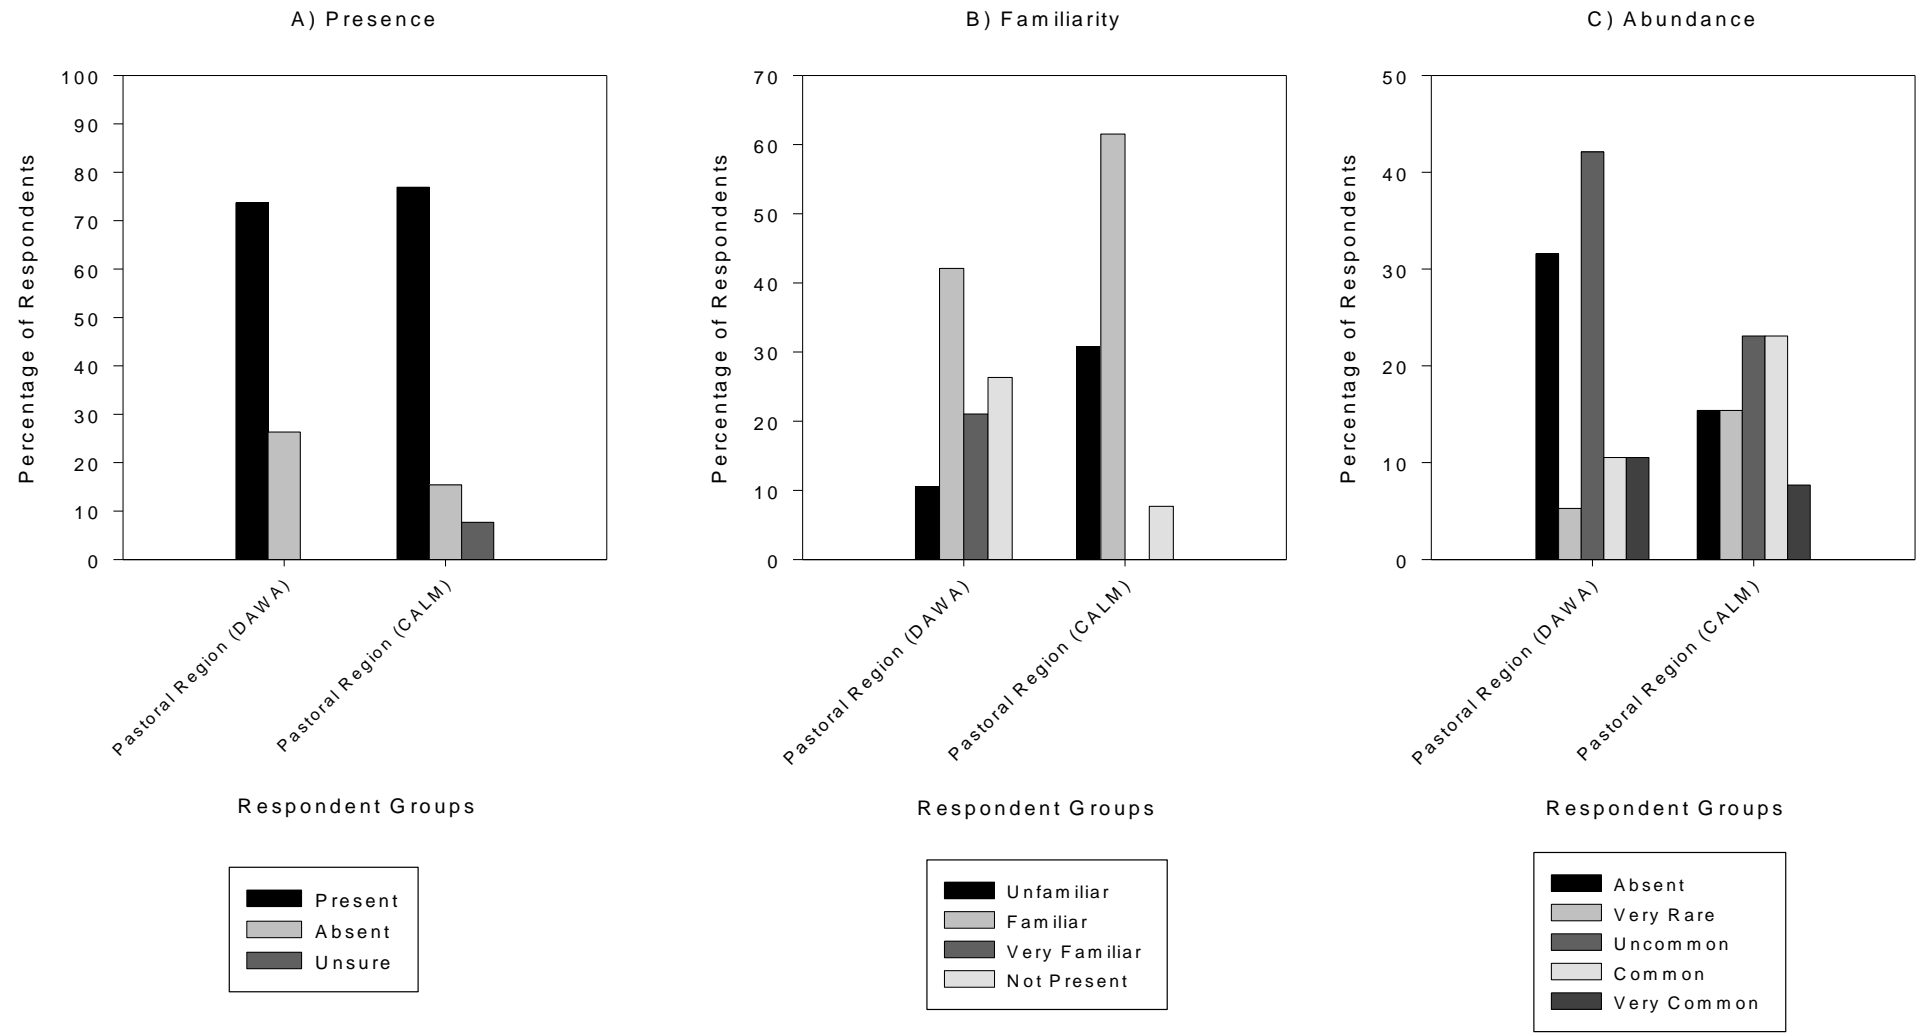 A) Presence
100
90
80
70
60
50
40
30
20
10
0
Percentage of Respondents
Pastoral Region (DAWA)
Pastoral Region (CALM)
Respondent Groups
Present
Absent
Unsure
B) Familiarity
70
60
50
40
30
20
10
0
Percentage of Respondents
Pastoral Region (DAWA)
Pastoral Region (CALM)
Respondent Groups
Unfamiliar
Familiar
Very Familiar
Not Present
C) Abundance
50
40
30
20
10
0
Percentage of Respondents
Pastoral Region (DAWA)
Pastoral Region (CALM)
Respondent Groups
Absent
Very Rare
Uncommon
Common
Very Common